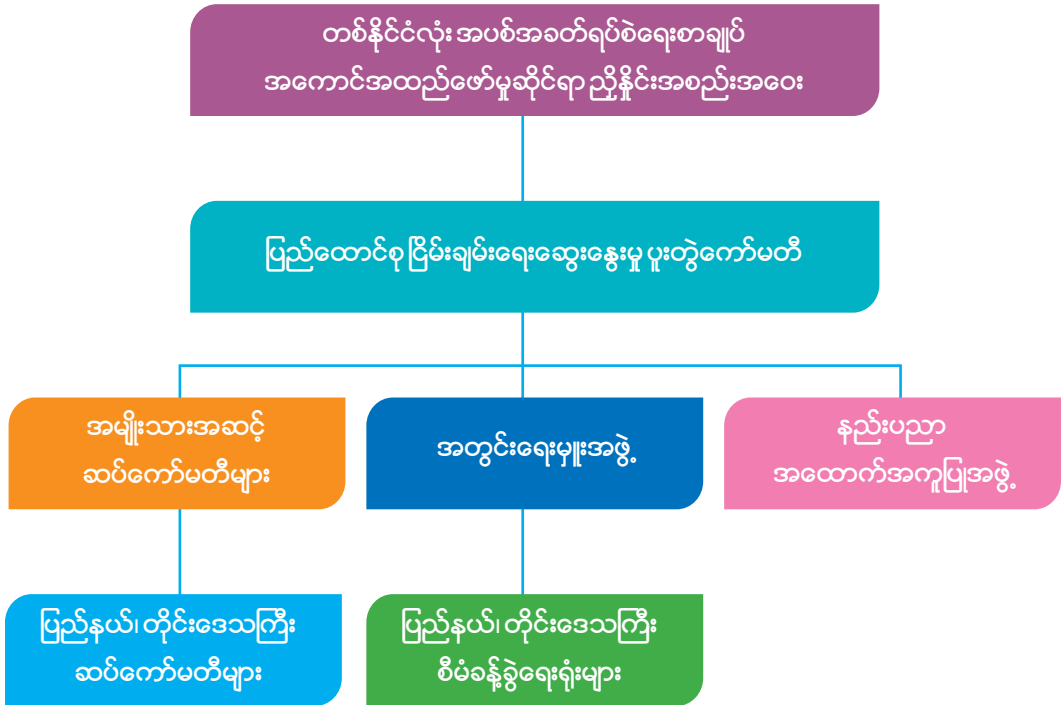 တစ်နိုင်ငံလုံး အပစ်အခတ်ရပ်စဲရေးစာချုပ်
အကောင်အထည်ဖော်မှုဆိုင်ရာ ညှိနှိုင်းအစည်းအဝေး
ပြည်ထောင်စု ငြိမ်းချမ်းရေးဆွေးနွေးမှု ပူးတွဲကော်မတီ
အမျိုးသားအဆင့်
ဆပ်ကော်မတီများ
အတွင်းရေးမှူးအဖွဲ့
နည်းပညာ
အထောက်အကူပြုအဖွဲ့
ပြည်နယ်၊ တိုင်းဒေသကြီး
ဆပ်ကော်မတီများ
ပြည်နယ်၊ တိုင်းဒေသကြီး
စီမံခန့်ခွဲရေးရုံးများ